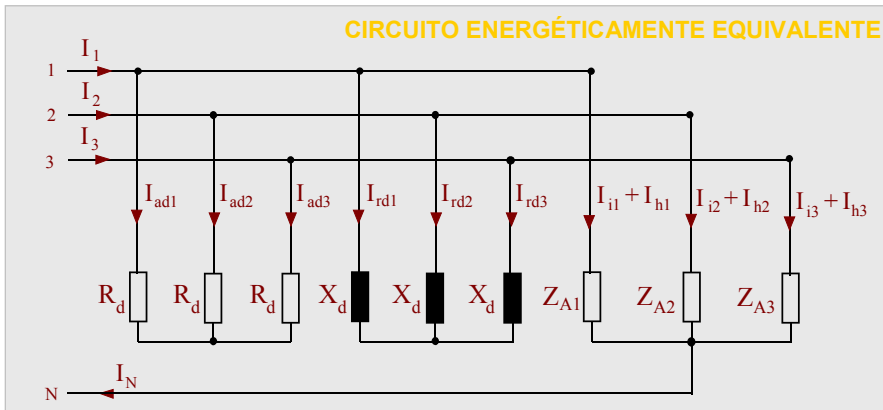 CIRCUITO ENERGÉTICAMENTE EQUIVALENTE
I1
1
I2
2
I3
3
Iad1 Iad2 Iad3 Ird1 Ird2 Ird3 Ii1 + Ih1 Ii2 + Ih2 Ii3 + Ih3
Rd Rd Rd Xd Xd Xd ZA1 ZA2 ZA3
IN
N